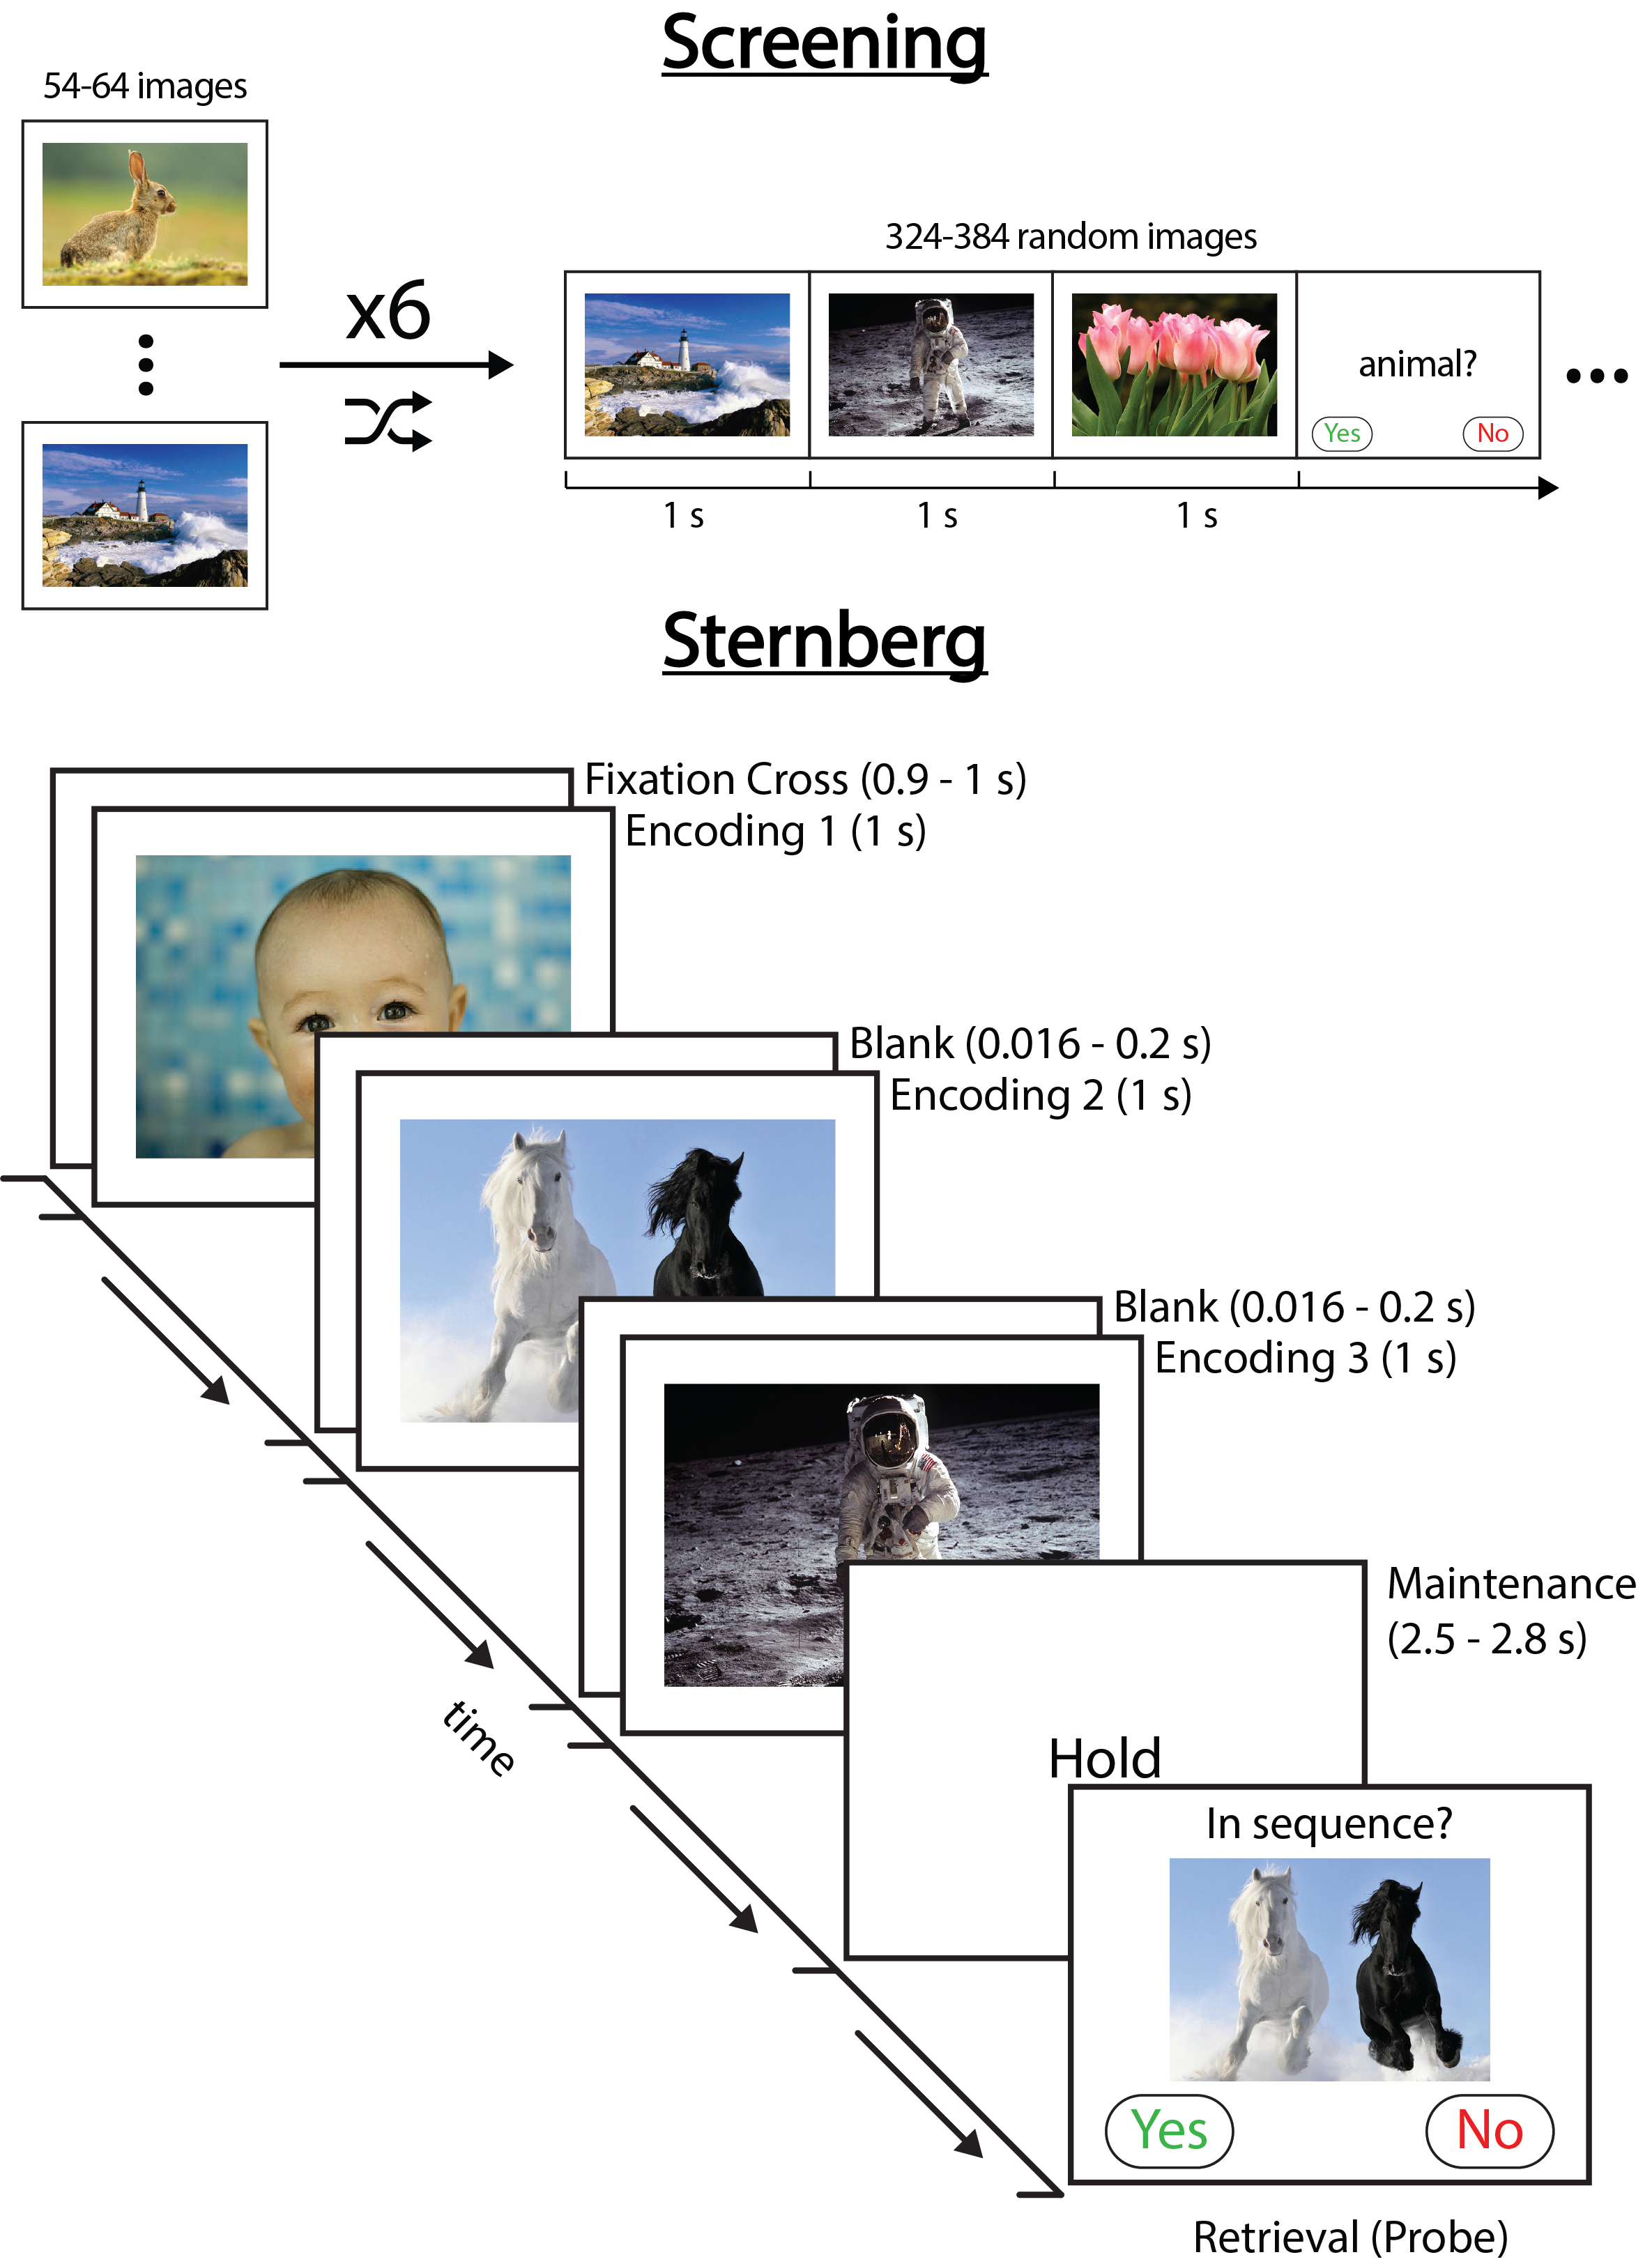 Screening
54-64 images
x6
324-384 random images
animal?
Yes No
1 s 1 s 1 s
Sternberg
Fixation Cross (0.9 - 1 s)
Encoding 1 (1 s)
Blank (0.016 - 0.2 s)
Encoding 2 (1 s)
Blank (0.016 - 0.2 s)
Encoding 3 (1 s)
Maintenance
(2.5 - 2.8 s)
time
Hold
In sequence?
Yes No
Retrieval (Probe)